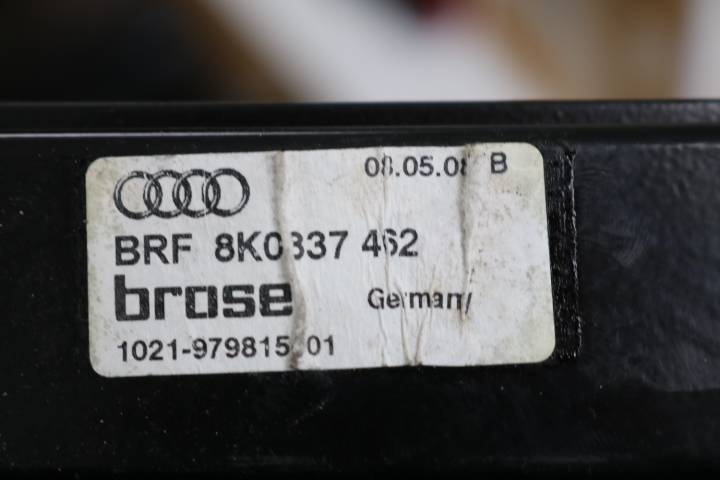 08.05.08 B
BRF 8K0837 462
brose Germany
1021-979815 01